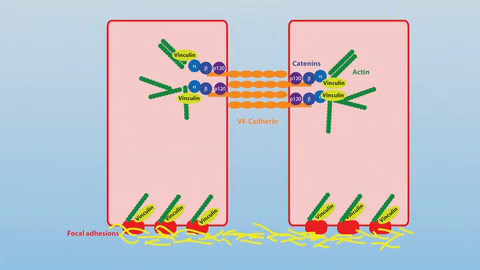 Vinculin
α β p120
Vinculin
α β p120
Catenins
p120 β α
Vinculin
p120 β α
Vinculin
Actin
VE-Cadherin
Vinculin
Vinculin
Vinculin
Vinculin
Vinculin
Vinculin
Focal adhesions